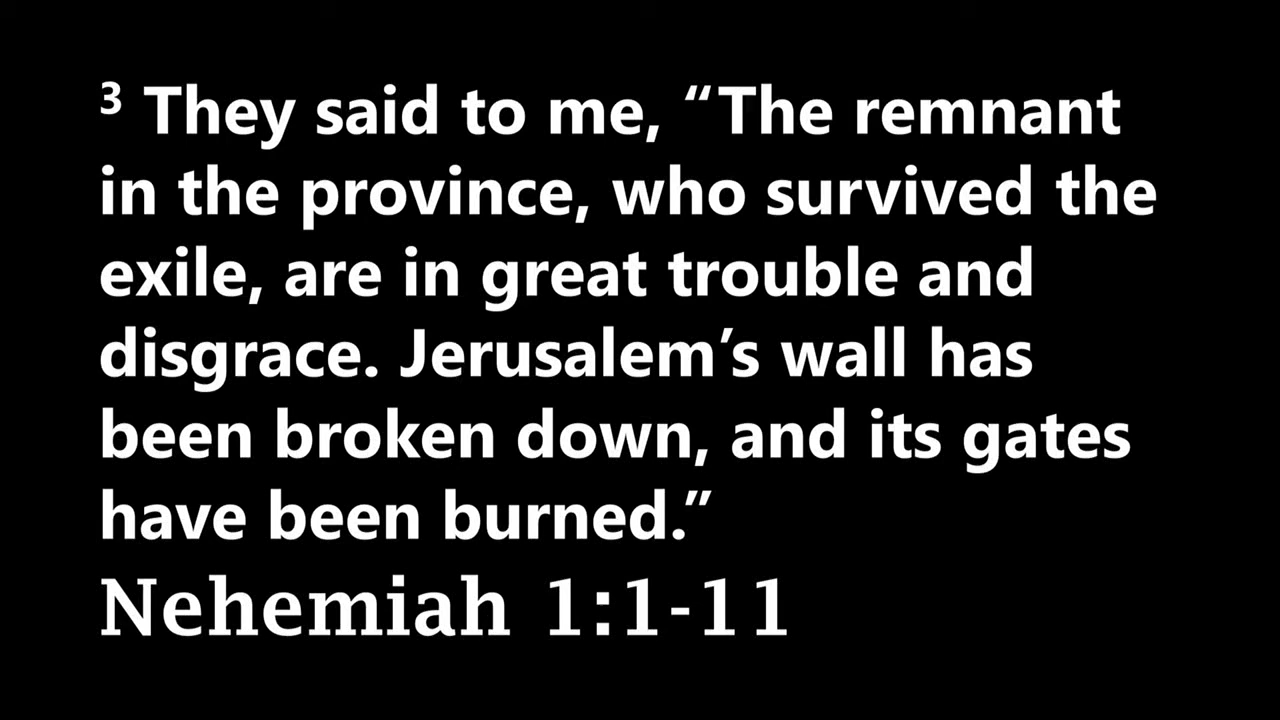 ³ They said to me, “The remnant
in the province, who survived the
exile, are in great trouble and
disgrace. Jerusalem’s wall has
been broken down, and its gates
have been burned.”
Nehemiah 1:1-11